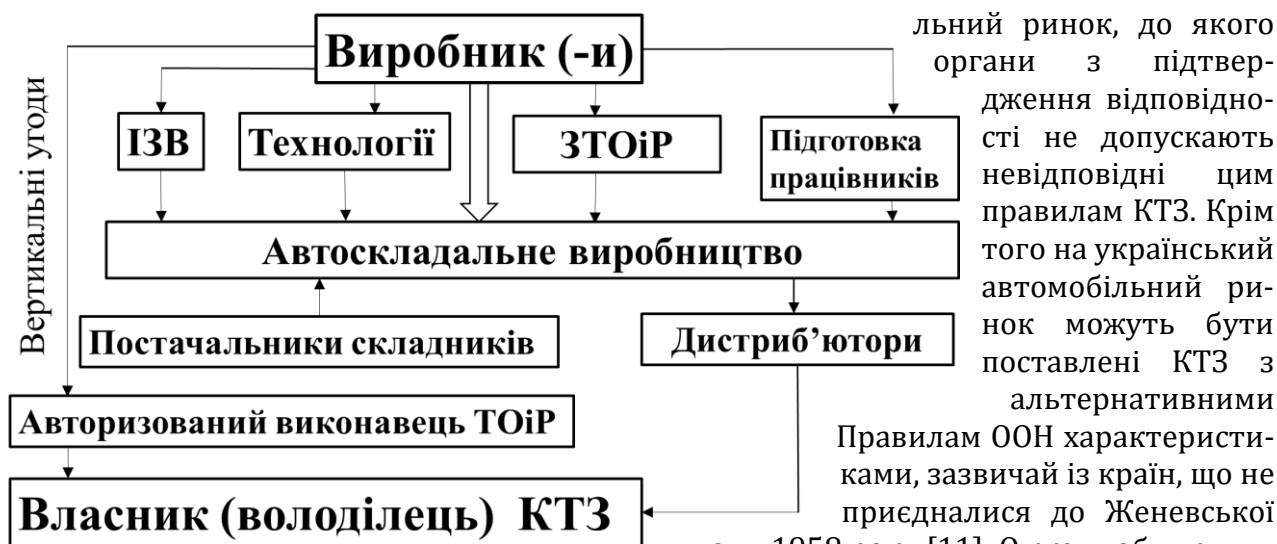 Виробник (-и)
Вертикальні угоди
ІЗВ
Технології
ЗТОіР
Підготовка
працівників
Автоскладальне виробництво
Постачальники складників
Дистриб’ютори
Авторизований виконавець ТОіР
Власник (володілець) КТЗ
льний ринок, до якого
органи з підтвер-
дження відповідно-
сті не допускають
невідповідні цим
правилам КТЗ. Крім
того на український
автомобільний ри-
нок можуть бути
поставлені КТЗ з
альтернативними
Правилам ООН характеристи-
ками, зазвичай із країн, що не
приєдналися до Женевської
1958 [11]